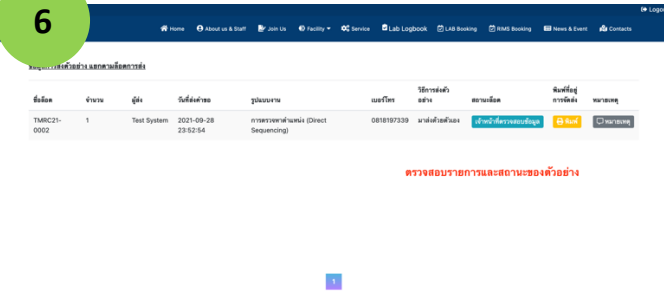 6
Logo
Home About us & Staff Join Us Facility Service Lab Logbook LAB Booking RIMS Booking News & Event Contacts
ข้อมูลการส่งตัวอย่าง แยกตามล็อตการส่ง
ชื่อล็อต จำนวน ผู้ส่ง วันที่ส่งคำขอ รูปแบบงาน เบอร์โทร วิธีการส่งตัวอย่าง สถานะล็อต พิมพ์ที่อยู่การจัดส่ง หมายเหตุ
TMRC21-0002 1 Test System 2021-09-28 23:52:54 การตรวจหาตำแหน่ง (Direct Sequencing) 0818197339 มาส่งด้วยตัวเอง เจ้าหน้าที่ตรวจสอบข้อมูล พิมพ์ หมายเหตุ
ตรวจสอบรายการและสถานะของตัวอย่าง
1